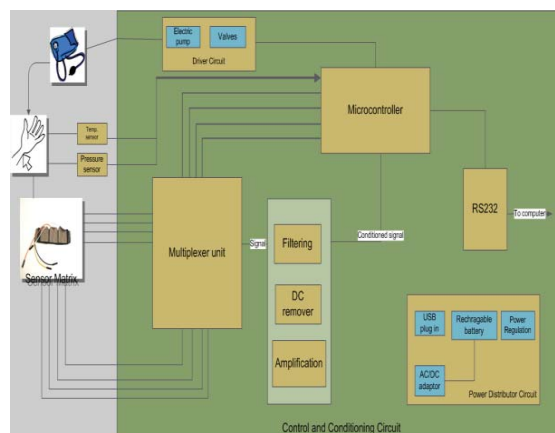 Electric
pump
Valves
Driver Circuit
Microcontroller
Temp.
sensor
Pressure
sensor
Multiplexer unit
Signal
Filtering
Conditioned signal
RS232
To computer
Sensor Matrix
DC
remover
Amplification
USB
plug in
Rechragable
battery
Power
Regulation
AC/DC
adaptor
Power Distributor Circuit
Control and Conditioning Circuit